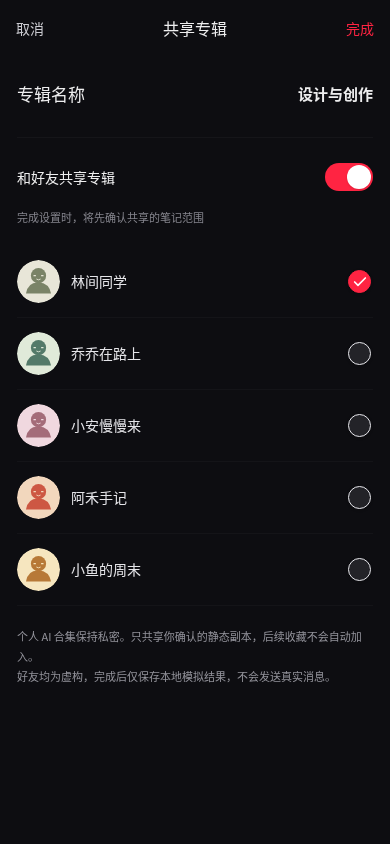 取消
共享专辑
完成
专辑名称
设计与创作
和好友共享专辑
完成设置时，将先确认共享的笔记范围
林间同学
乔乔在路上
小安慢慢来
阿禾手记
小鱼的周末
个人 AI 合集保持私密。只共享你确认的静态副本，后续收藏不会自动加
入。
好友均为虚构，完成后仅保存本地模拟结果，不会发送真实消息。